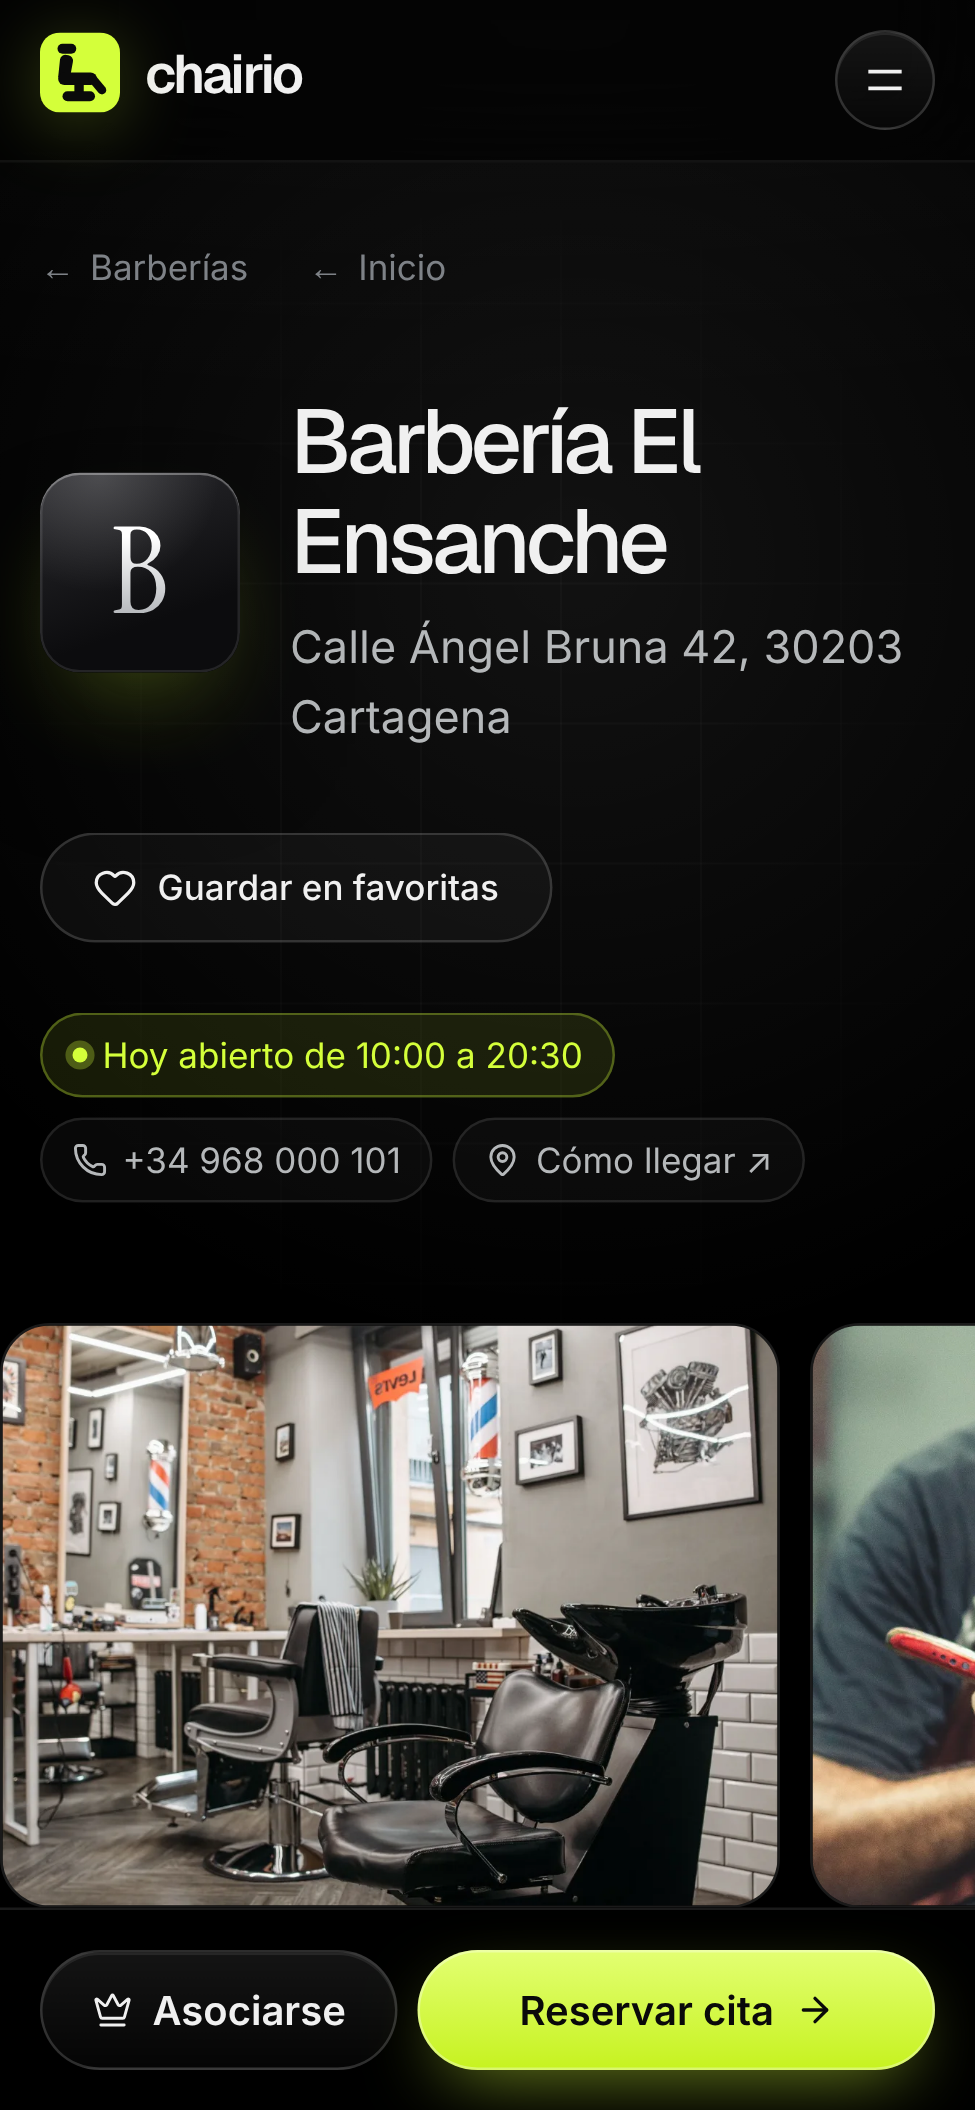 chairio
← Barberías ← Inicio
Barbería El
Ensanche
B
Calle Ángel Bruna 42, 30203
Cartagena
Guardar en favoritas
Hoy abierto de 10:00 a 20:30
+34 968 000 101
Cómo llegar ↗
LEVI'S
Asociarse
Reservar cita →